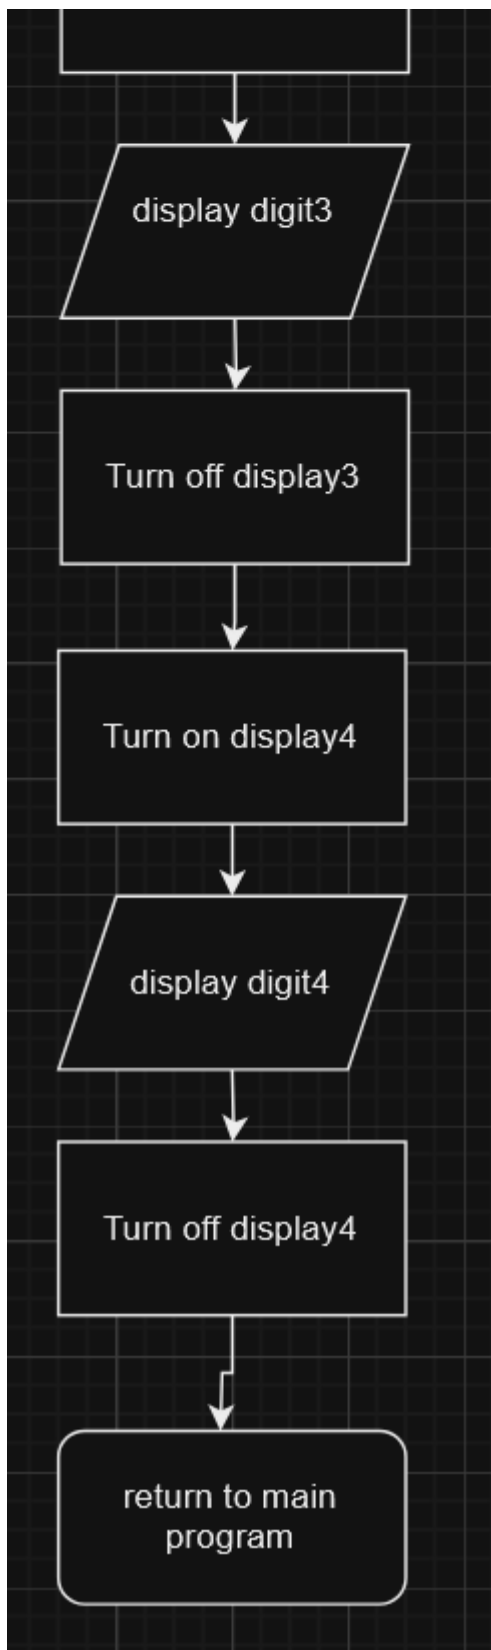 display digit3
Turn off display3
Turn on display4
display digit4
Turn off display4
return to main
program